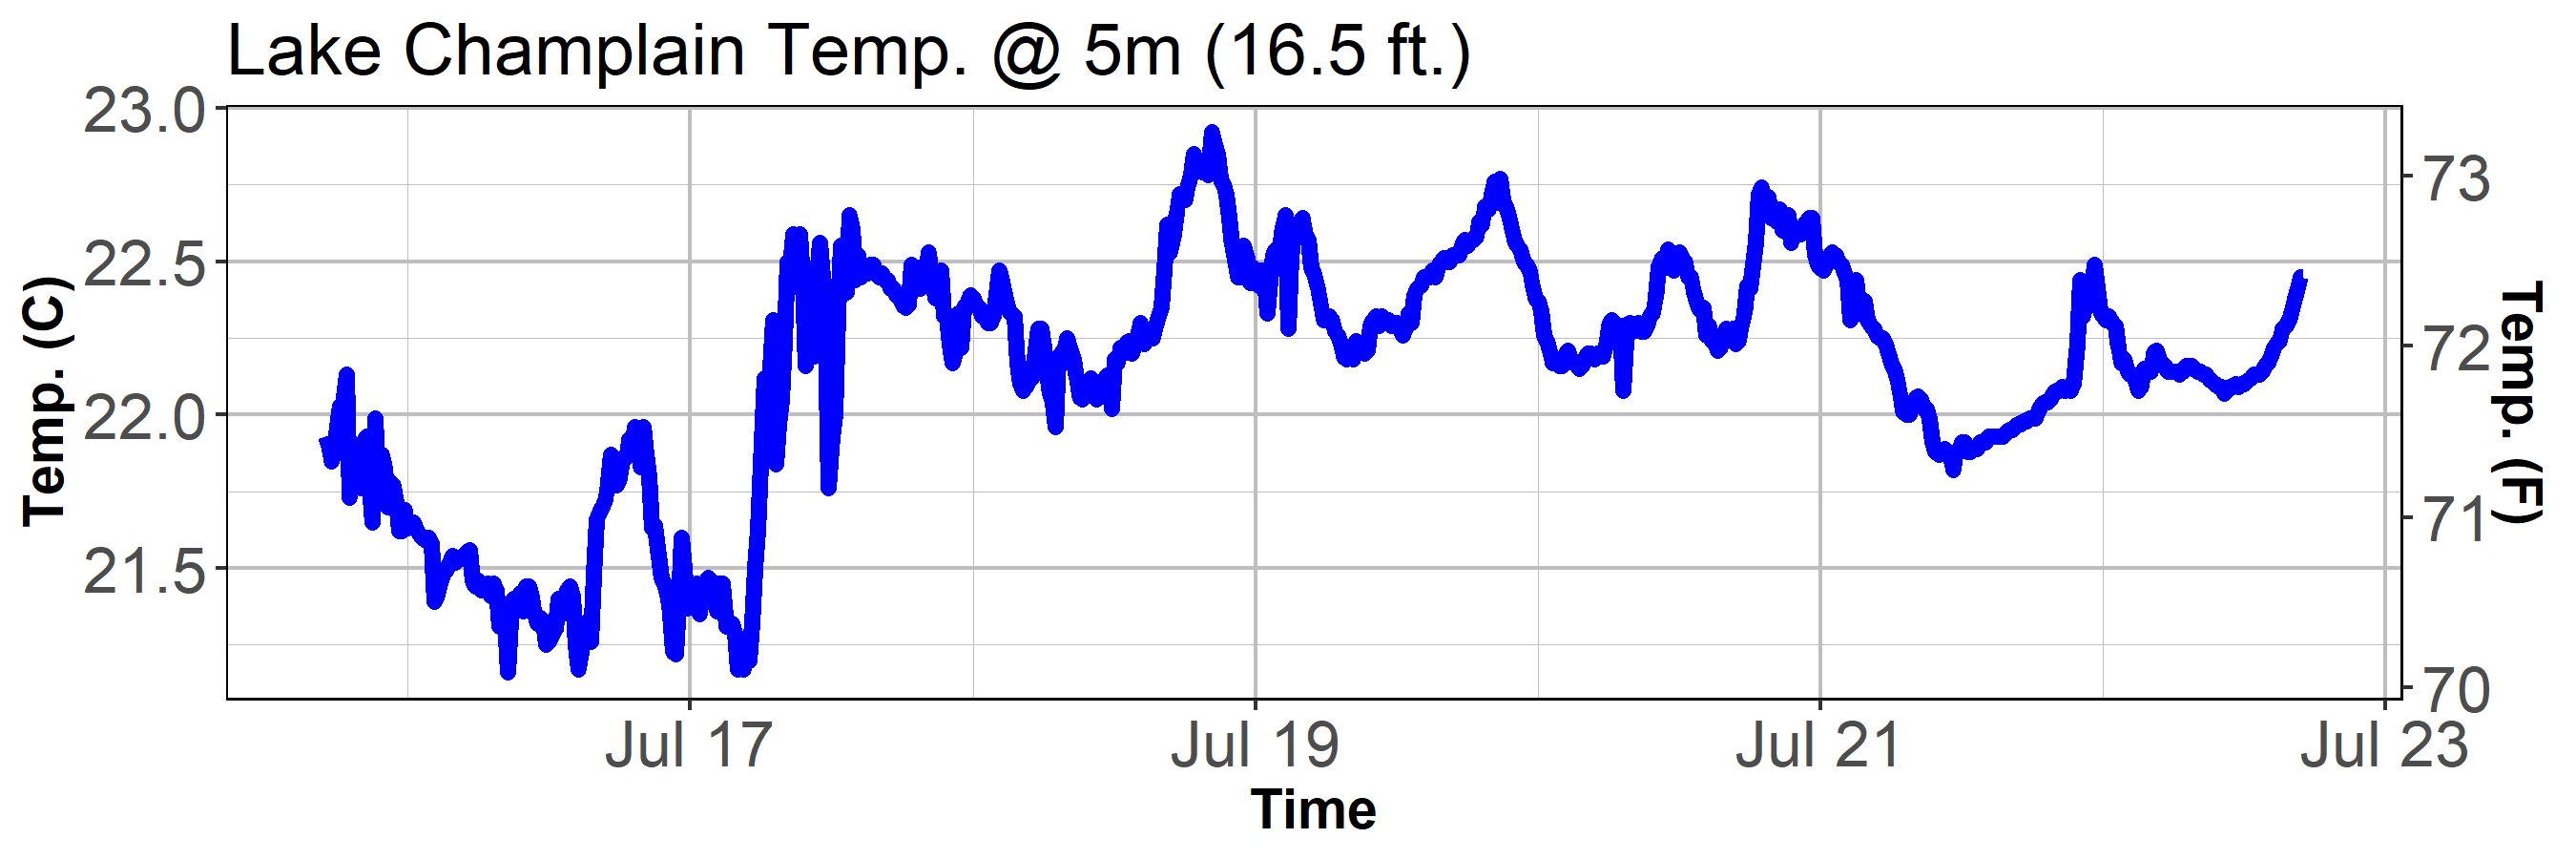 Lake Champlain Temp. @ 5m (16.5 ft.)
23.0
22.5
22.0
21.5
Temp. (C)
73
72
71
70
Temp. (F)
Jul 17 Jul 19 Jul 21 Jul 23
Time